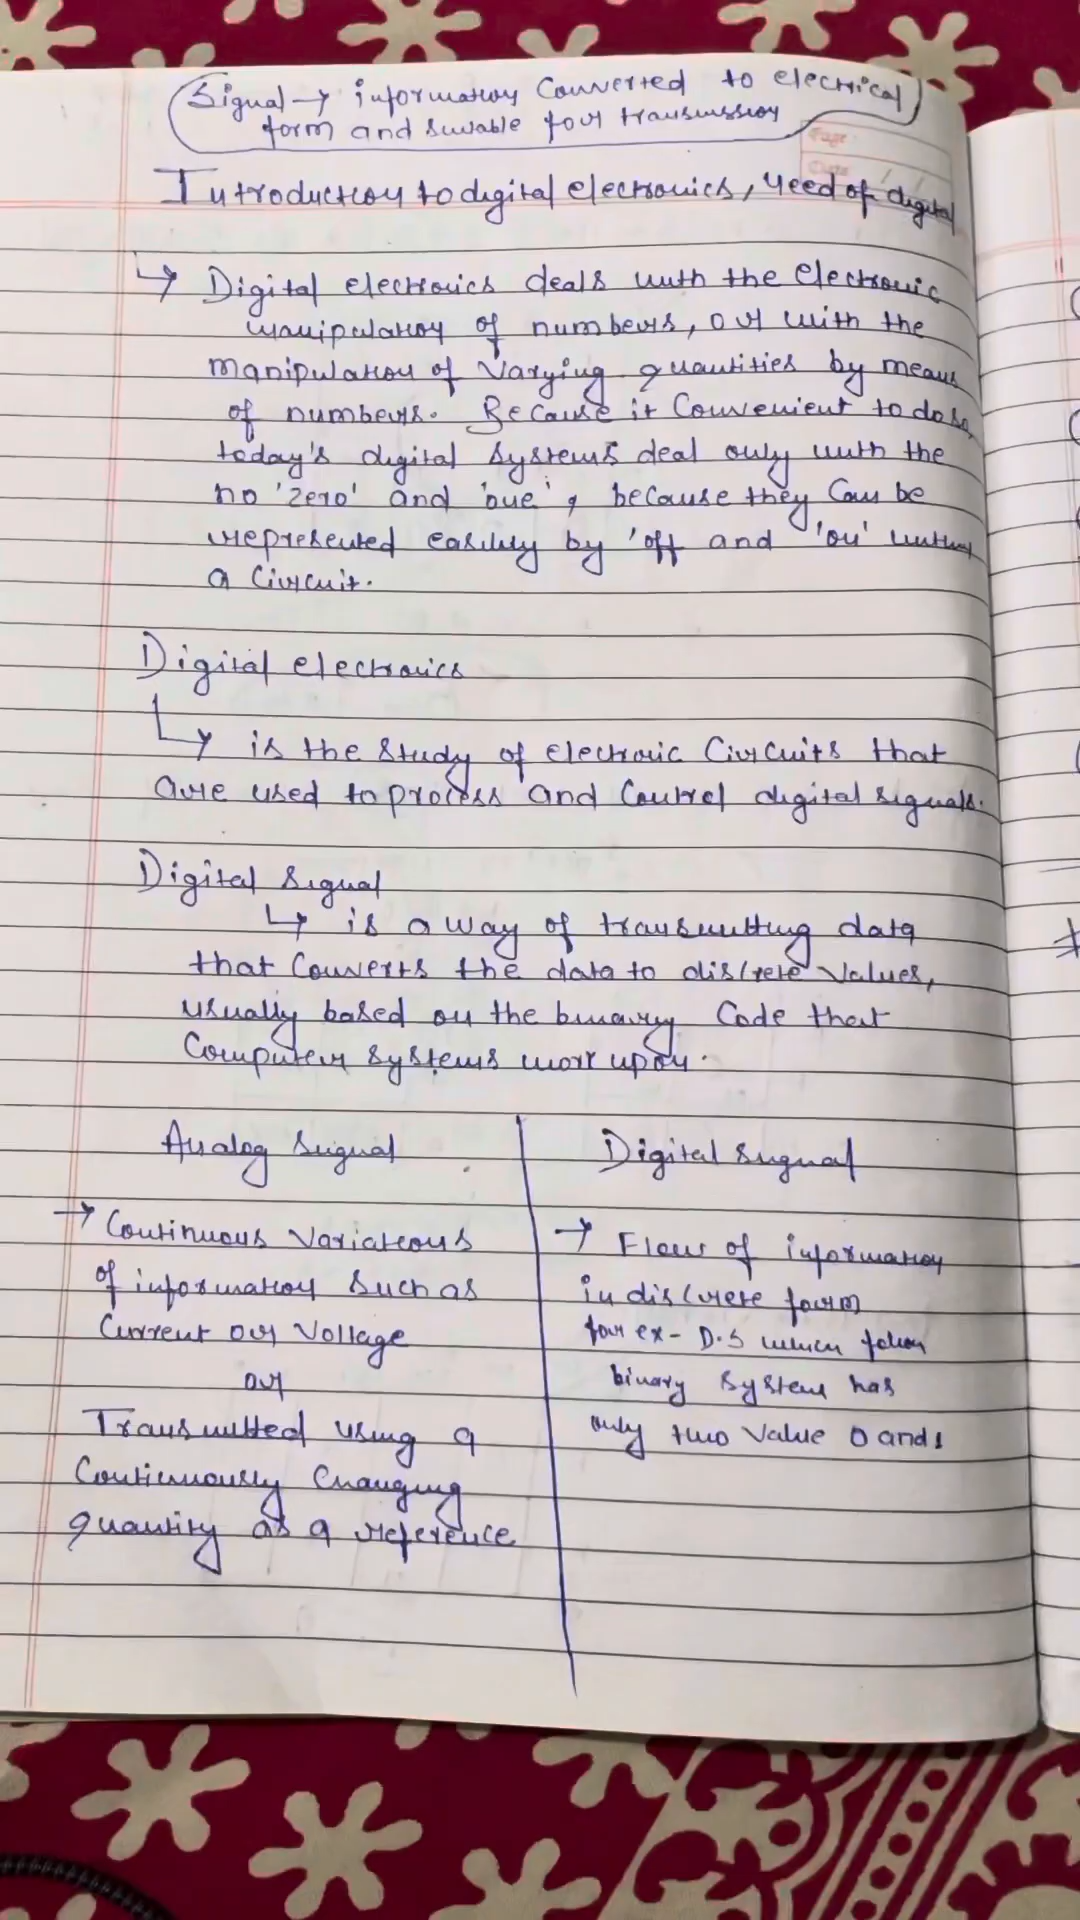 Signal → information Converted to electrical
form and suitable for transmission
Page
Date / /
Introduction to digital electronics, Need of digital
↳ Digital electronics deals with the electronic
manipulation of numbers, or with the
manipulation of varying quantities by means
of numbers. Because it Convenient to do so,
today's digital systems deal only with the
no 'zero' and 'one', because they Can be
represented easily by 'off and 'on' within
a Circuit.
Digital electronics
↳ is the study of electronic Circuits that
are used to process and Control digital signals.
Digital signal
↳ is a way of transmitting data
that Converts the data to discrete values,
usually based on the binary Code that
Computer systems work upon.
Analog signal
→ Continuous Variations
of information such as
Current or Voltage
or
Transmitted using a
Continuously Changing
quantity as a reference
Digital signal
→ Flow of information
in discrete form
for ex- D.S which follow
binary system has
only two value 0 and 1